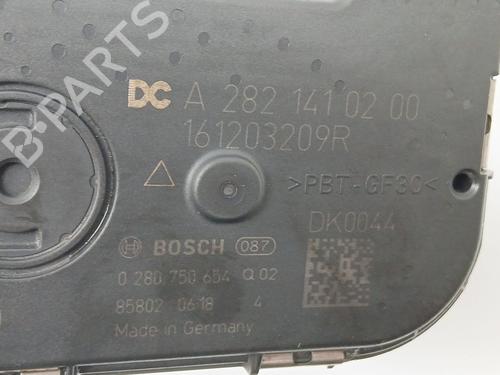 B-PARTS
DC A 282 141 02 00
161203209R
>PBT-GF30<
DK0044
BOSCH 087
0 280 750 654 Q 02
85802 0618 4
Made in Germany